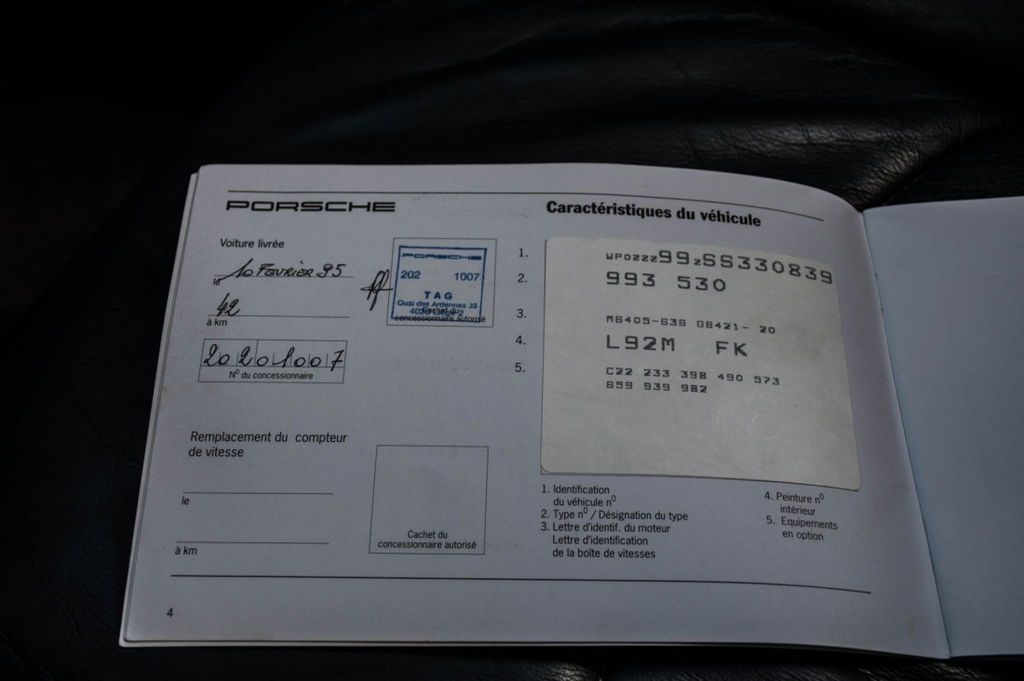 PORSCHE
Caractéristiques du véhicule
Voiture livrée
le 10 Fevrier 95
42
à km
2021007
N° du concessionnaire
PORSCHE
202 1007
TAG
Quai des Ardennes
concessionnaire autorisé
Remplacement du compteur
de vitesse
le
à km
Cachet du
concessionnaire autorisé
1.
WP0ZZZ99ZSS330839
2.
993 530
3.
M6405-639 G8421- 20
4.
L92M FK
5.
C22 233 398 490 573
659 939 982
1. Identification
du véhicule n°
2. Type n° / Désignation du type
3. Lettre d'identif. du moteur
Lettre d'identification
de la boîte de vitesses
4. Peinture n°
intérieur
5. Equipements
en option
4